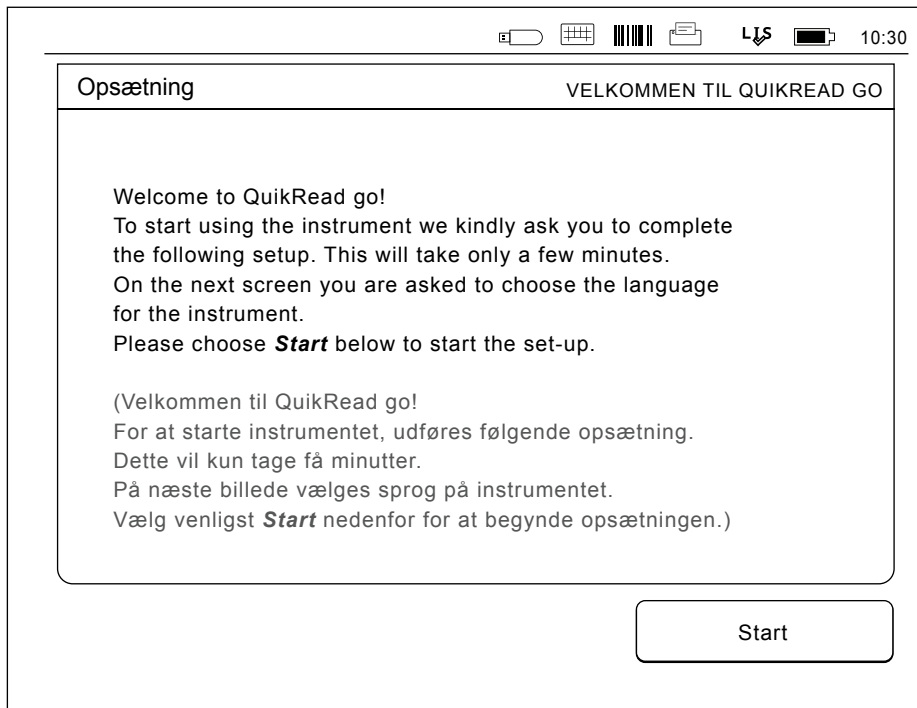 LIS 10:30
Opsætning VELKOMMEN TIL QUIKREAD GO
Welcome to QuikRead go!
To start using the instrument we kindly ask you to complete
the following setup. This will take only a few minutes.
On the next screen you are asked to choose the language
for the instrument.
Please choose Start below to start the set-up.
(Velkommen til QuikRead go!
For at starte instrumentet, udføres følgende opsætning.
Dette vil kun tage få minutter.
På næste billede vælges sprog på instrumentet.
Vælg venligst Start nedenfor for at begynde opsætningen.)
Start